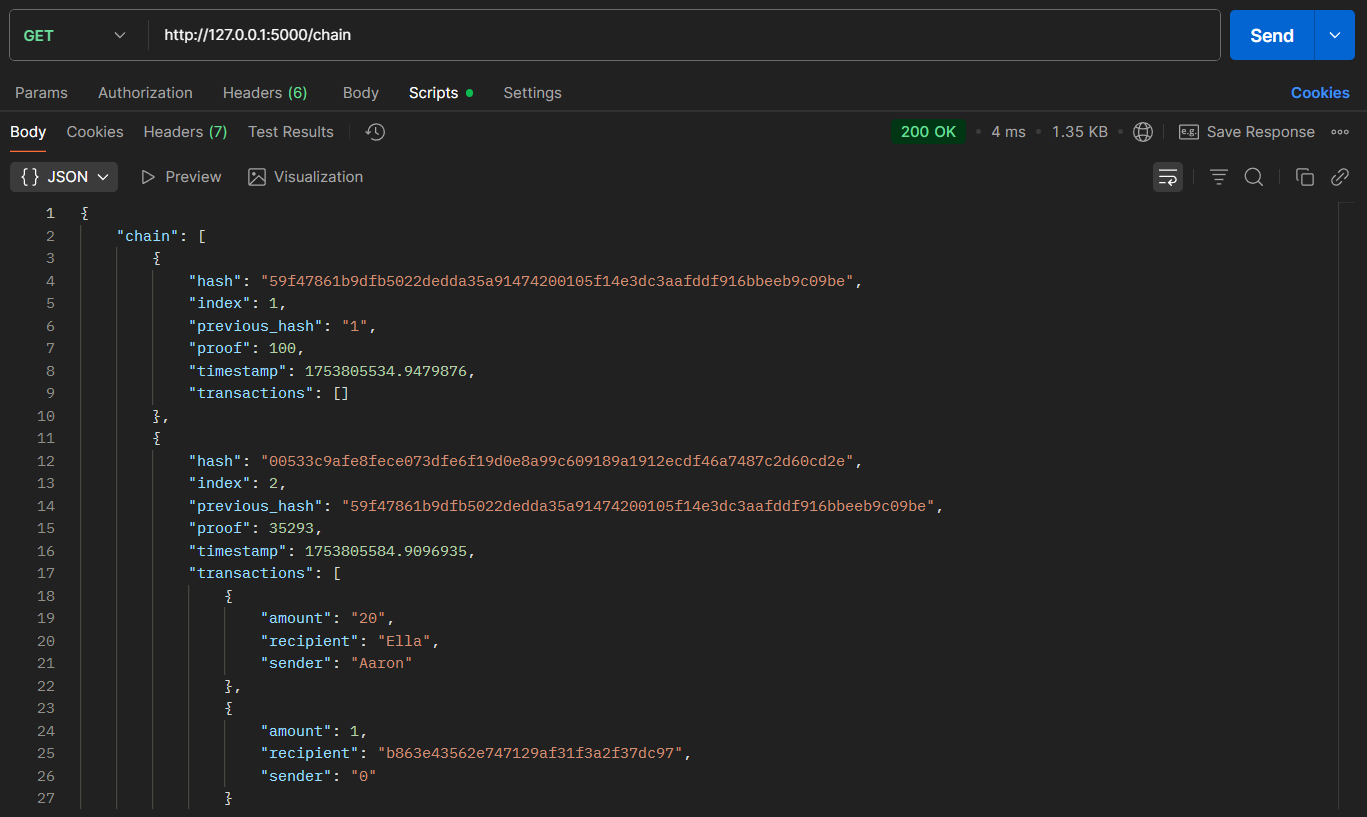 GET http://127.0.0.1:5000/chain Send
Params Authorization Headers (6) Body Scripts Settings Cookies
Body Cookies Headers (7) Test Results 200 OK 4 ms 1.35 KB e.g. Save Response
{} JSON Preview Visualization
1 {
2 "chain": [
3 {
4 "hash": "59f47861b9dfb5022dedda35a91474200105f14e3dc3aafddf916bbeeb9c09be",
5 "index": 1,
6 "previous_hash": "1",
7 "proof": 100,
8 "timestamp": 1753805534.9479876,
9 "transactions": []
10 },
11 {
12 "hash": "00533c9afe8fece073dfe6f19d0e8a99c609189a1912ecdf46a7487c2d60cd2e",
13 "index": 2,
14 "previous_hash": "59f47861b9dfb5022dedda35a91474200105f14e3dc3aafddf916bbeeb9c09be",
15 "proof": 35293,
16 "timestamp": 1753805584.9096935,
17 "transactions": [
18 {
19 "amount": "20",
20 "recipient": "Ella",
21 "sender": "Aaron"
22 },
23 {
24 "amount": 1,
25 "recipient": "b863e43562e747129af31f3a2f37dc97",
26 "sender": "0"
27 }